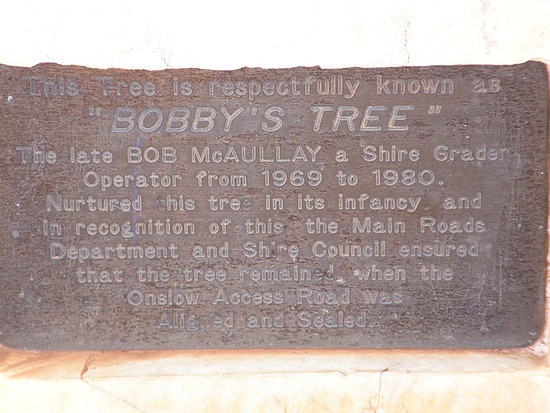 This Tree is respectfully known as
"BOBBY"S TREE"
The late BOB McAULLAY a Shire Grader
Operator from 1969 to 1980.
Nurtured this tree in its infancy and
in recognition of this the Main Roads
Department and Shire Council ensured
that the tree remained, when the
Onslow Access Road was
Aligned and Sealed.